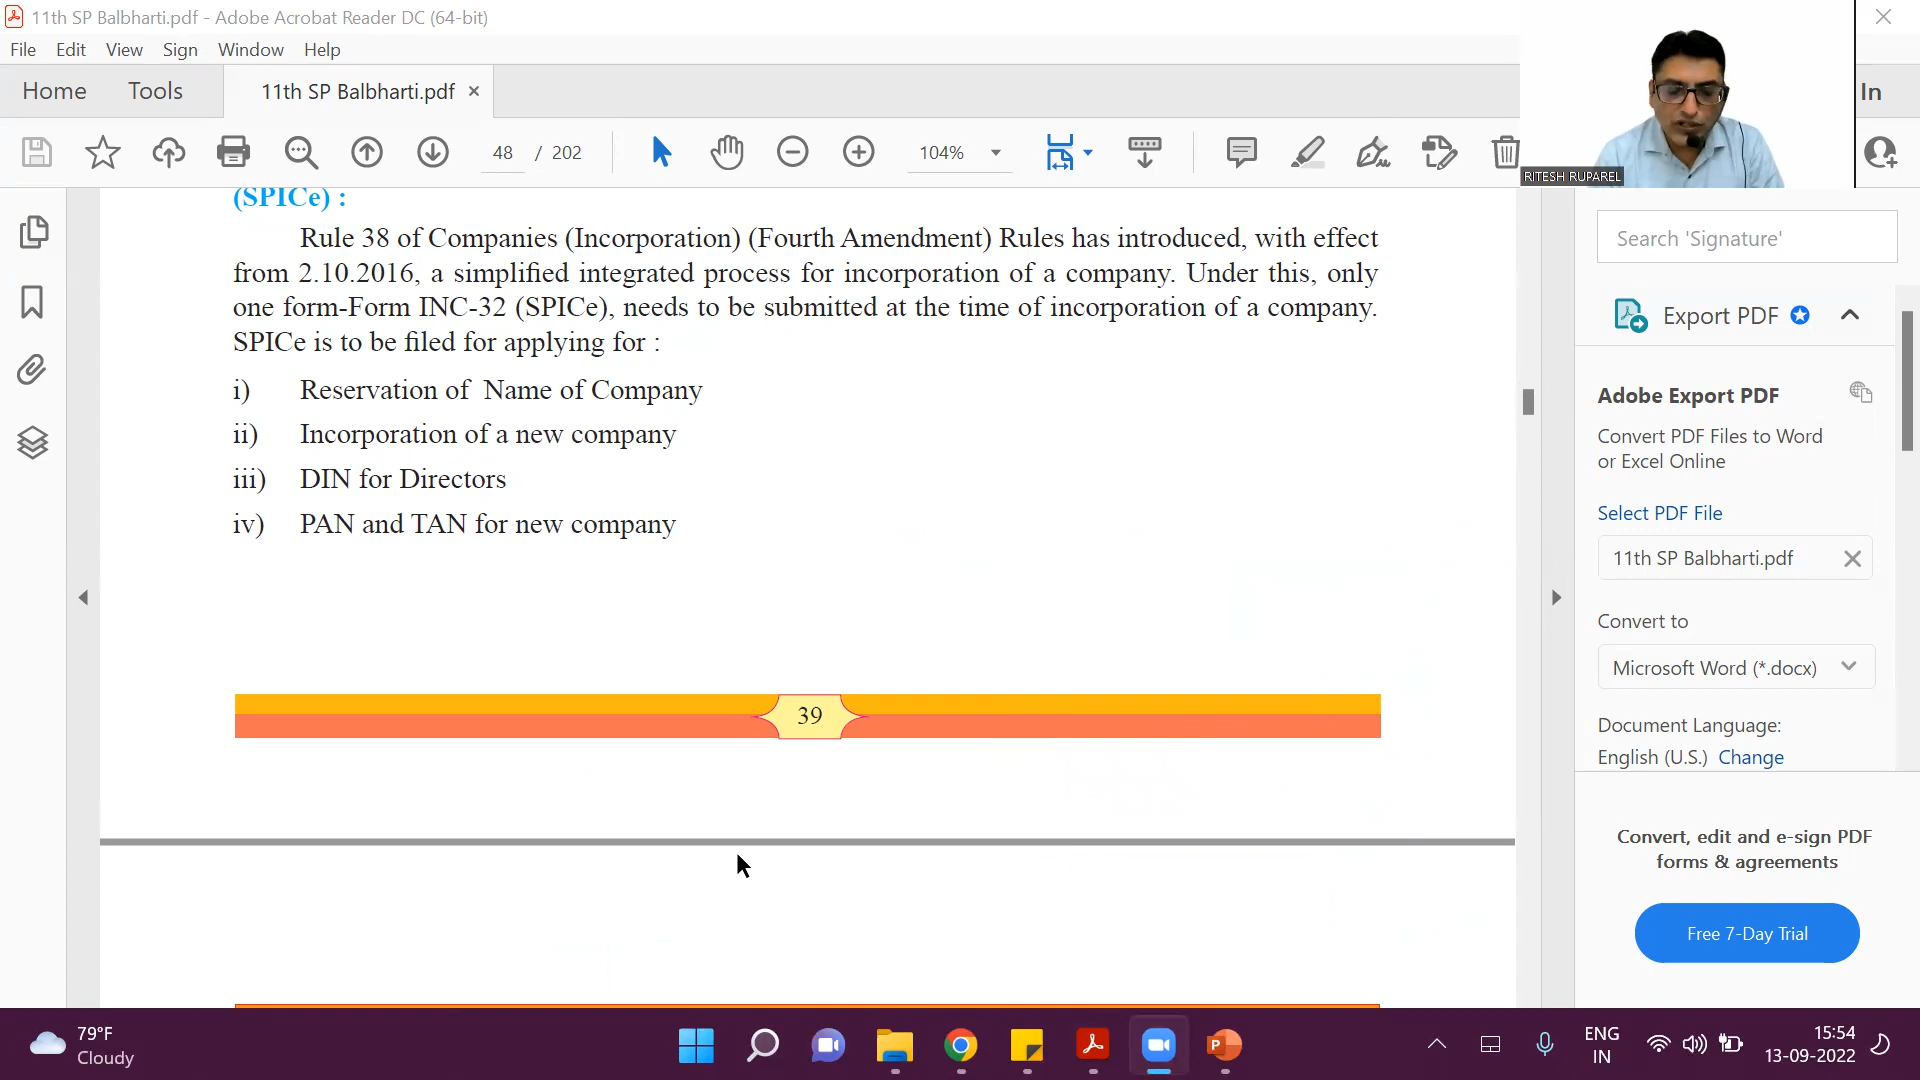 11th SP Balbharti.pdf - Adobe Acrobat Reader DC (64-bit)
File Edit View Sign Window Help
Home Tools 11th SP Balbharti.pdf × In
48 / 202 104%
RITESH RUPAREL
(SPICe) :
Rule 38 of Companies (Incorporation) (Fourth Amendment) Rules has introduced, with effect
from 2.10.2016, a simplified integrated process for incorporation of a company. Under this, only
one form-Form INC-32 (SPICe), needs to be submitted at the time of incorporation of a company.
SPICe is to be filed for applying for :
i) Reservation of Name of Company
ii) Incorporation of a new company
iii) DIN for Directors
iv) PAN and TAN for new company
39
Search 'Signature'
Export PDF
Adobe Export PDF
Convert PDF Files to Word
or Excel Online
Select PDF File
11th SP Balbharti.pdf
Convert to
Microsoft Word (*.docx)
Document Language:
English (U.S.) Change
Convert, edit and e-sign PDF
forms & agreements
Free 7-Day Trial
79°F
Cloudy
P
ENG
IN
15:54
13-09-2022